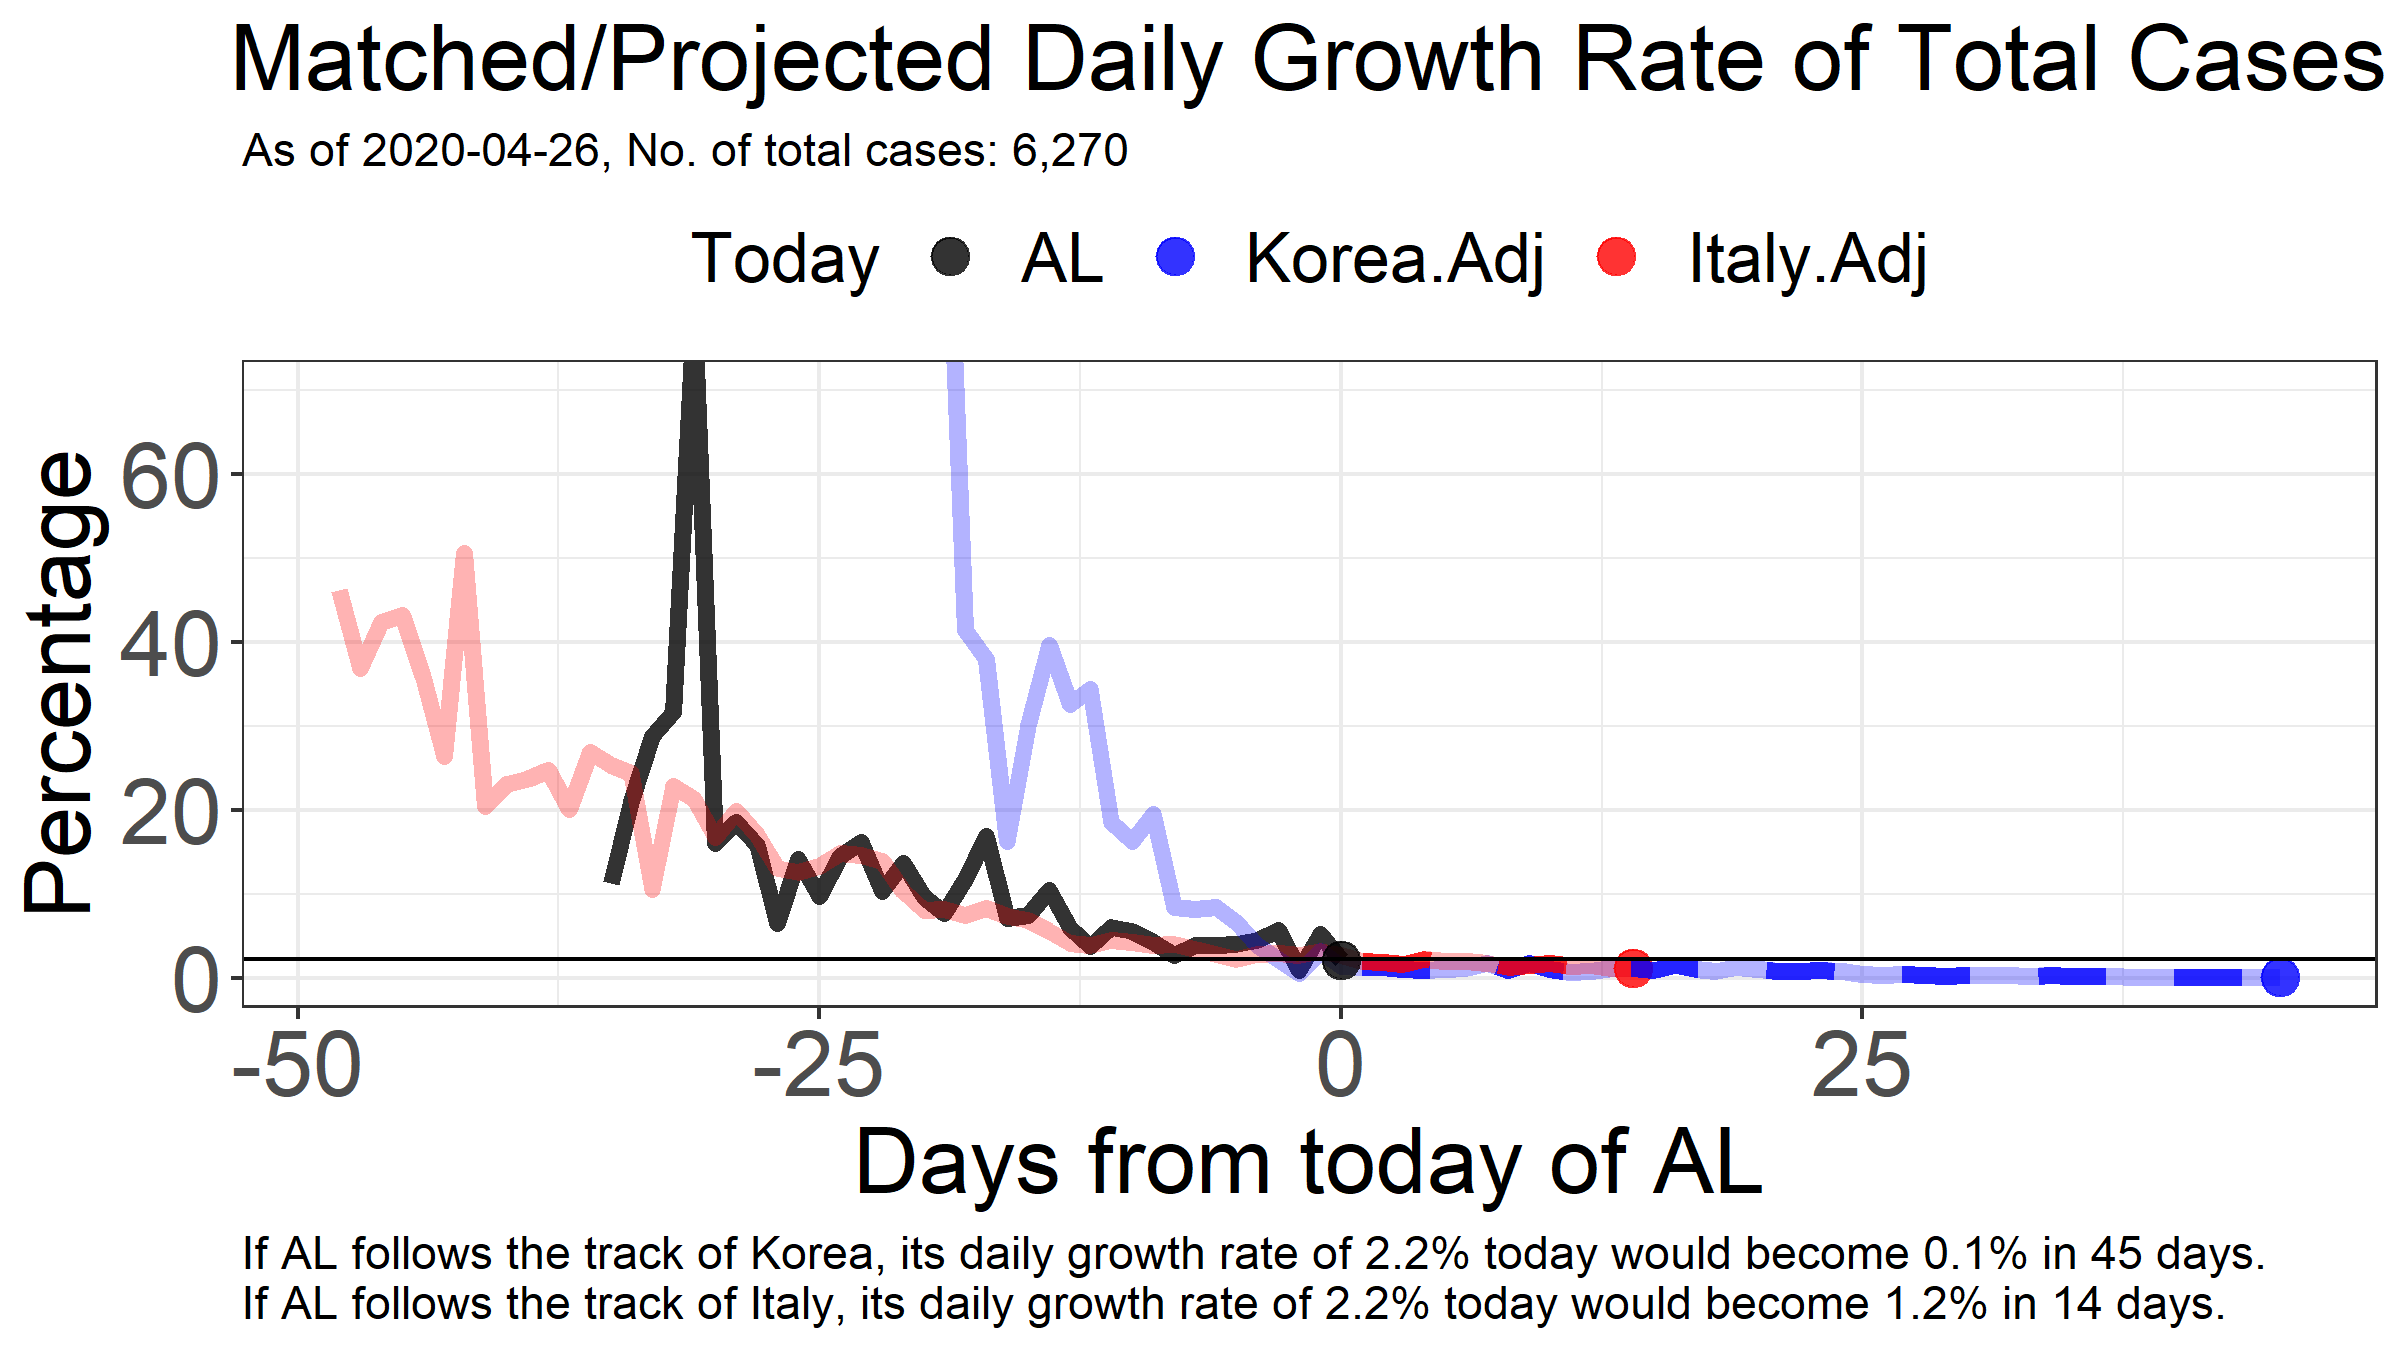 Matched/Projected Daily Growth Rate of Total Cases
As of 2020-04-26, No. of total cases: 6,270
Today AL Korea.Adj Italy.Adj
Percentage
60
40
20
0
-50 -25 0 25
Days from today of AL
If AL follows the track of Korea, its daily growth rate of 2.2% today would become 0.1% in 45 days.
If AL follows the track of Italy, its daily growth rate of 2.2% today would become 1.2% in 14 days.